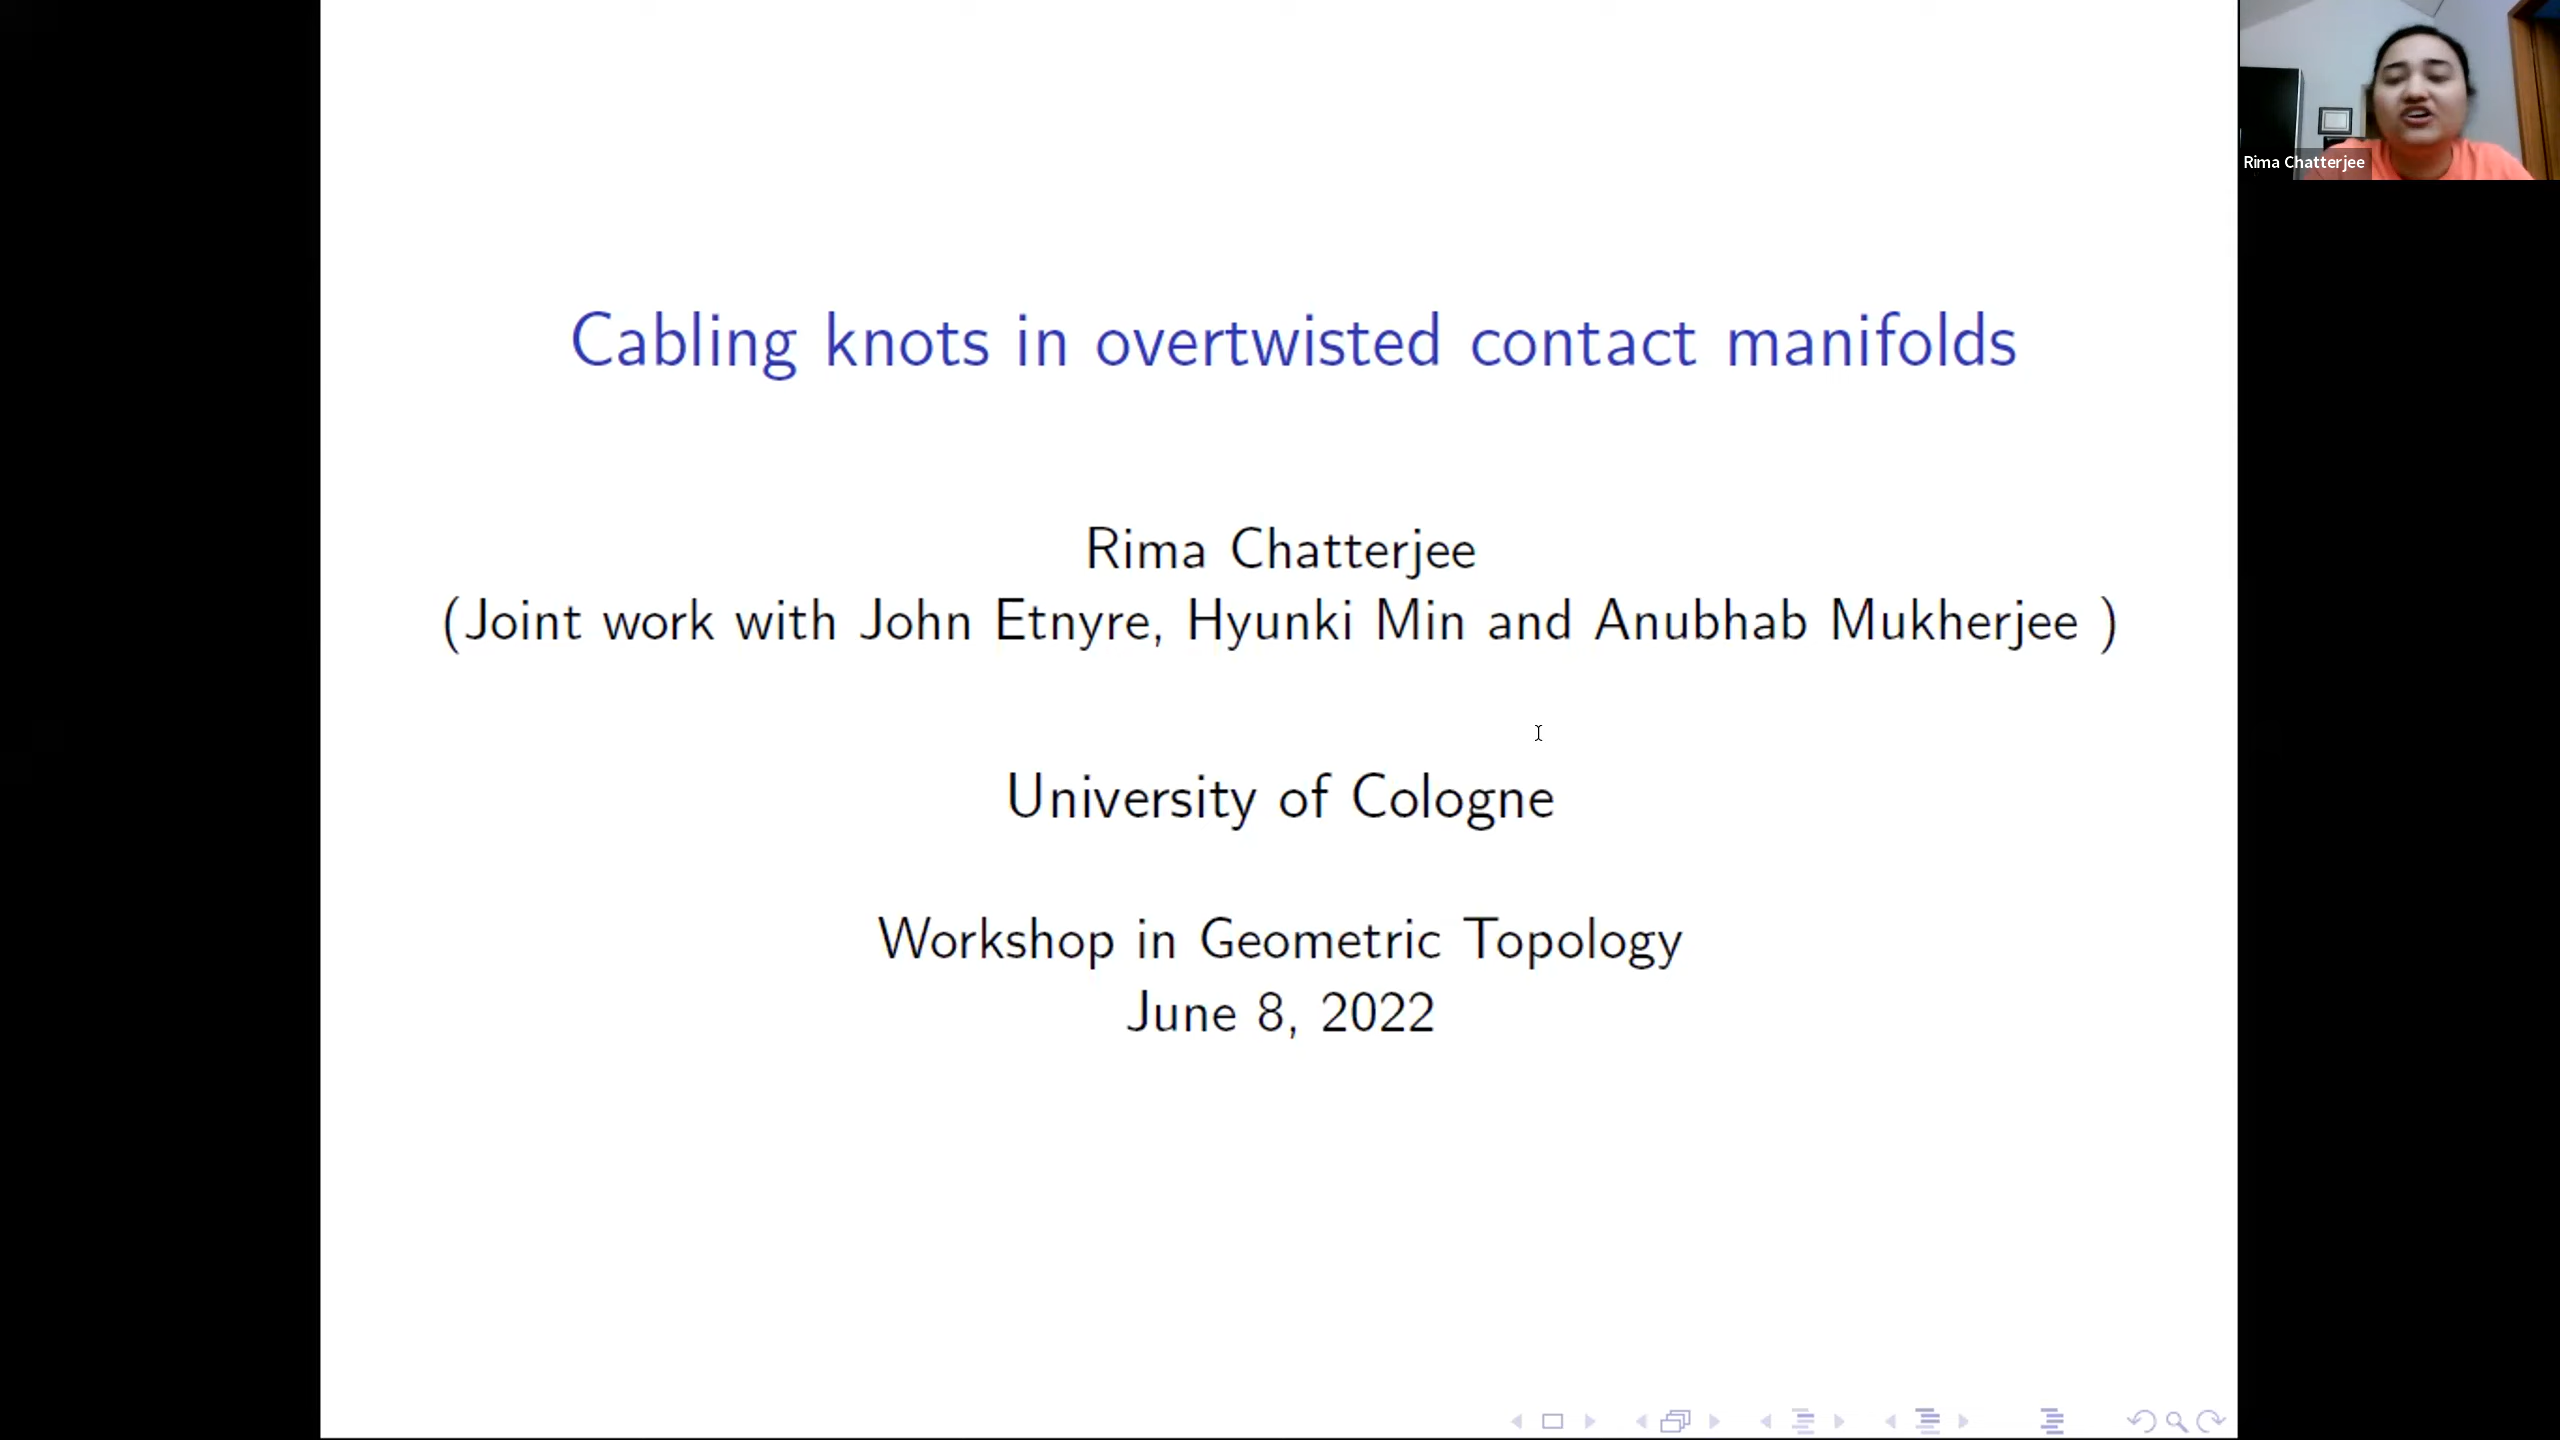 Cabling knots in overtwisted contact manifolds
Rima Chatterjee
(Joint work with John Etnyre, Hyunki Min and Anubhab Mukherjee )
University of Cologne
Workshop in Geometric Topology
June 8, 2022
Rima Chatterjee